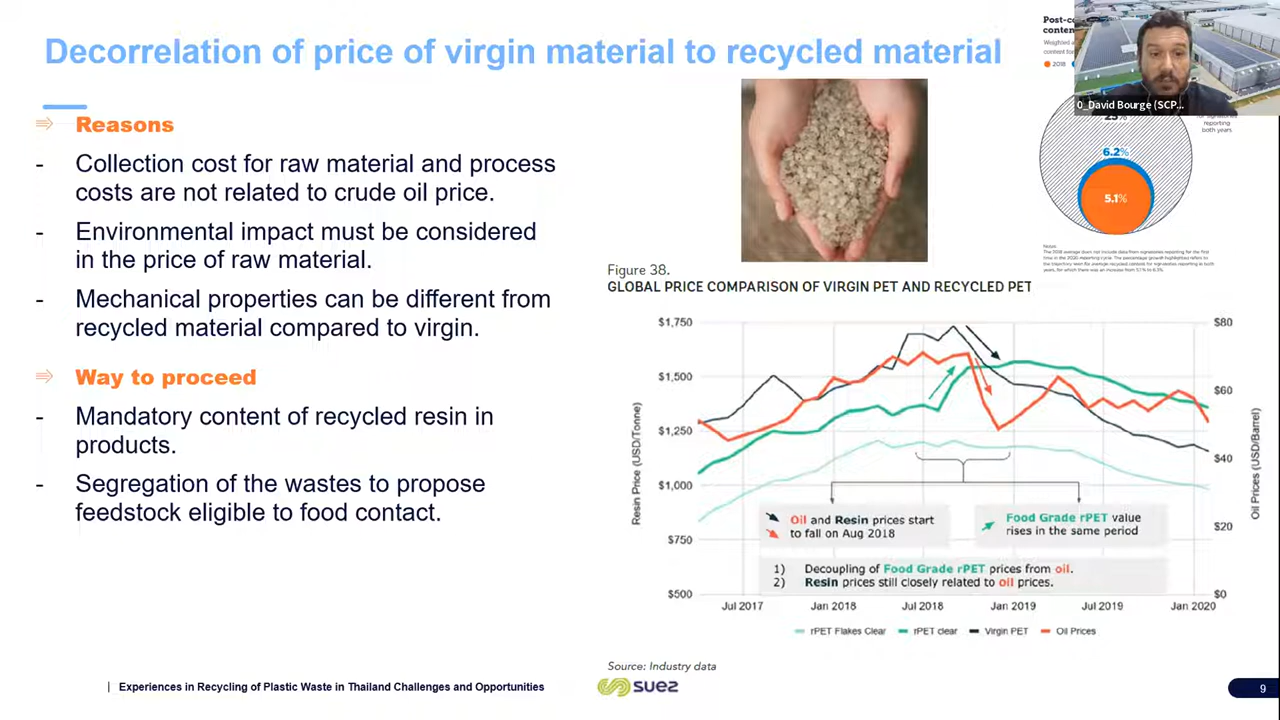 Decorrelation of price of virgin material to recycled material
Reasons
- Collection cost for raw material and process
costs are not related to crude oil price.
- Environmental impact must be considered
in the price of raw material.
- Mechanical properties can be different from
recycled material compared to virgin.
Way to proceed
- Mandatory content of recycled resin in
products.
- Segregation of the wastes to propose
feedstock eligible to food contact.
2018
0_David Bourge (SCP...
25%
reporting
both years
6.2%
5.1%
Notes:
Figure 38.
GLOBAL PRICE COMPARISON OF VIRGIN PET AND RECYCLED PET
Resin Price (USD/Tonne)
$1,750
$1,500
$1,250
$1,000
$750
$500
$80
$60
$40
$20
$0
Oil Prices (USD/Barrel)
Oil and Resin prices start
to fall on Aug 2018
Food Grade rPET value
rises in the same period
1) Decoupling of Food Grade rPET prices from oil.
2) Resin prices still closely related to oil prices.
Jul 2017 Jan 2018 Jul 2018 Jan 2019 Jul 2019 Jan 2020
rPET Flakes Clear rPET clear Virgin PET Oil Prices
Source: Industry data
| Experiences in Recycling of Plastic Waste in Thailand Challenges and Opportunities
suez
9